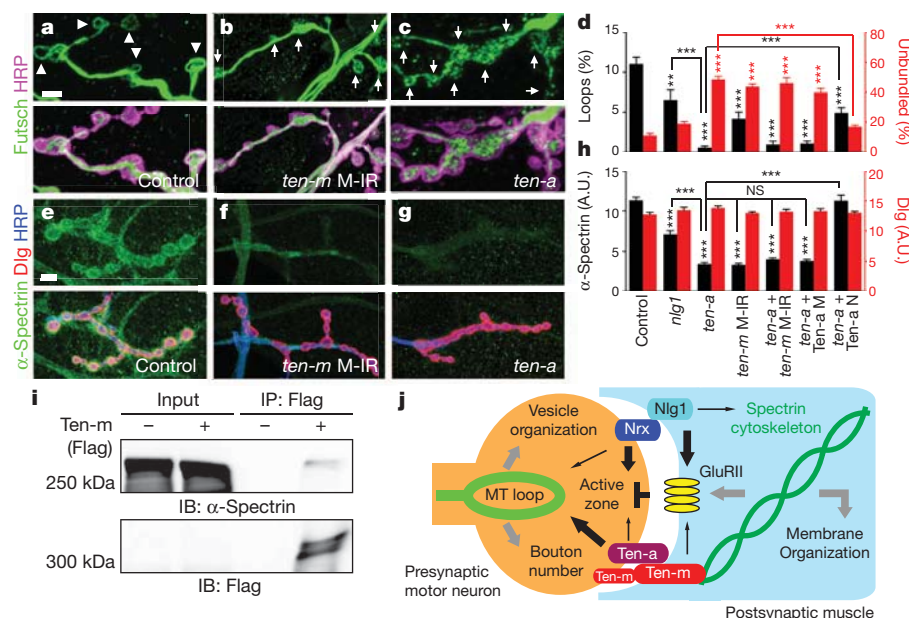 a
b
c
Futsch HRP
Control
ten-m M-IR
ten-a
e
f
g
α-Spectrin Dlg HRP
Control
ten-m M-IR
ten-a
d
Loops (%)
15
10
5
0
Unbundled (%)
80
60
40
20
0
***
***
***
**
***
***
***
***
***
***
***
***
***
h
α-Spectrin (A.U.)
15
10
5
0
Dlg (A.U.)
20
15
10
5
0
***
***
NS
***
***
***
***
***
Control
nlg1
ten-a
ten-m M-IR
ten-a +
ten-m M-IR
ten-a +
Ten-a M
ten-a +
Ten-a N
i
Input
IP: Flag
Ten-m
(Flag)
– + – +
250 kDa
IB: α-Spectrin
300 kDa
IB: Flag
j
Vesicle
organization
Nrx
Nlg1
Spectrin
cytoskeleton
MT loop
Active
zone
GluRII
Bouton
number
Ten-a
Ten-m
Ten-m
Membrane
Organization
Presynaptic
motor neuron
Postsynaptic muscle